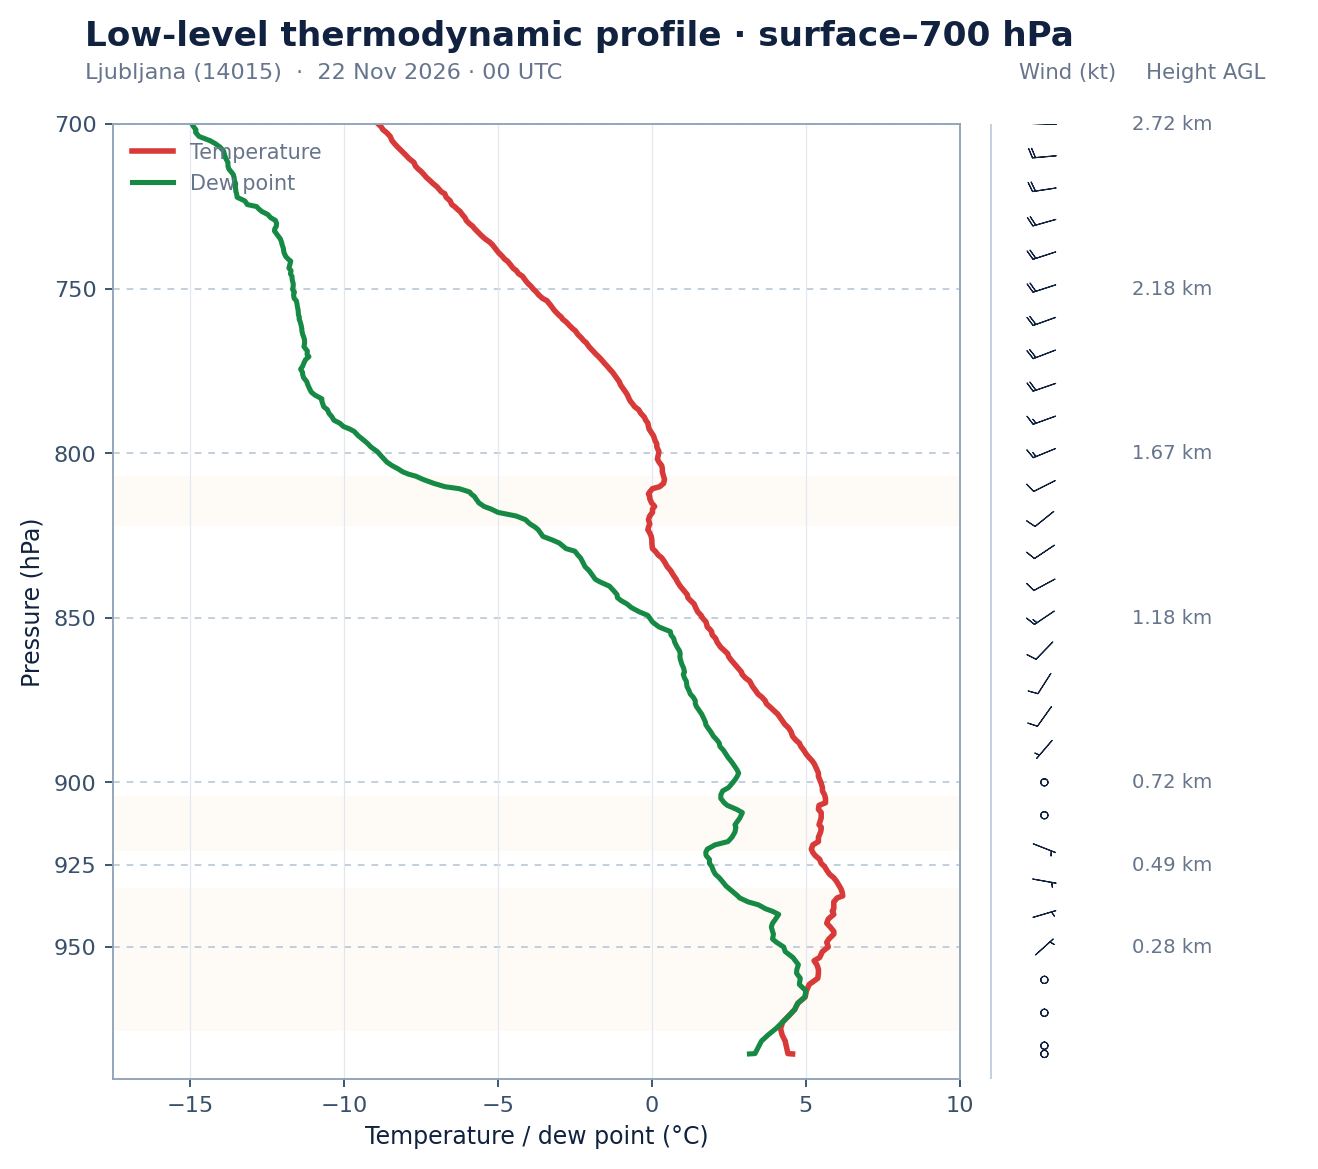 Low-level thermodynamic profile · surface–700 hPa
Ljubljana (14015) · 22 Nov 2026 · 00 UTC
Wind (kt) Height AGL
Temperature
Dew point
700
750
800
850
900
925
950
Pressure (hPa)
−15 −10 −5 0 5 10
Temperature / dew point (°C)
2.72 km
2.18 km
1.67 km
1.18 km
0.72 km
0.49 km
0.28 km